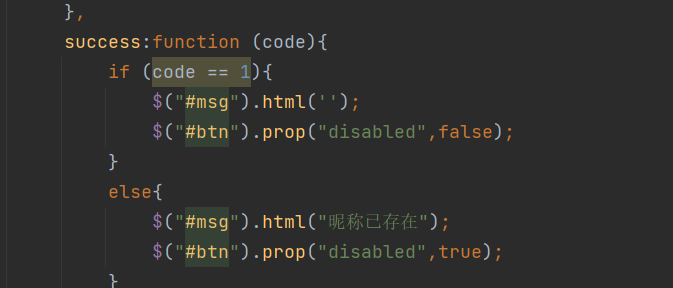 },
success:function (code){
if (code == 1){
$("#msg").html('');
$("#btn").prop("disabled",false);
}
else{
$("#msg").html("昵称已存在");
$("#btn").prop("disabled",true);
}